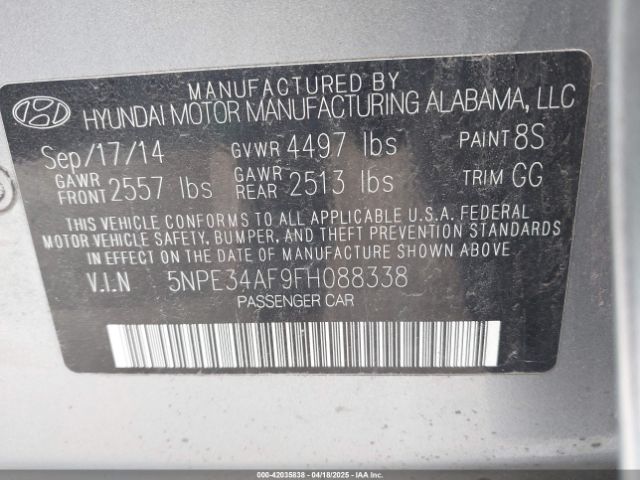 MANUFACTURED BY
HYUNDAI MOTOR MANUFACTURING ALABAMA, LLC
Sep/17/14 GVWR 4497 lbs PAINT 8S
GAWR FRONT 2557 lbs GAWR REAR 2513 lbs TRIM GG
THIS VEHICLE CONFORMS TO ALL APPLICABLE U.S.A. FEDERAL
MOTOR VEHICLE SAFETY, BUMPER, AND THEFT PREVENTION STANDARDS
IN EFFECT ON THE DATE OF MANUFACTURE SHOWN ABOVE.
V.I.N 5NPE34AF9FH088338
PASSENGER CAR
000-42035838 - 04/18/2025 - IAA Inc.